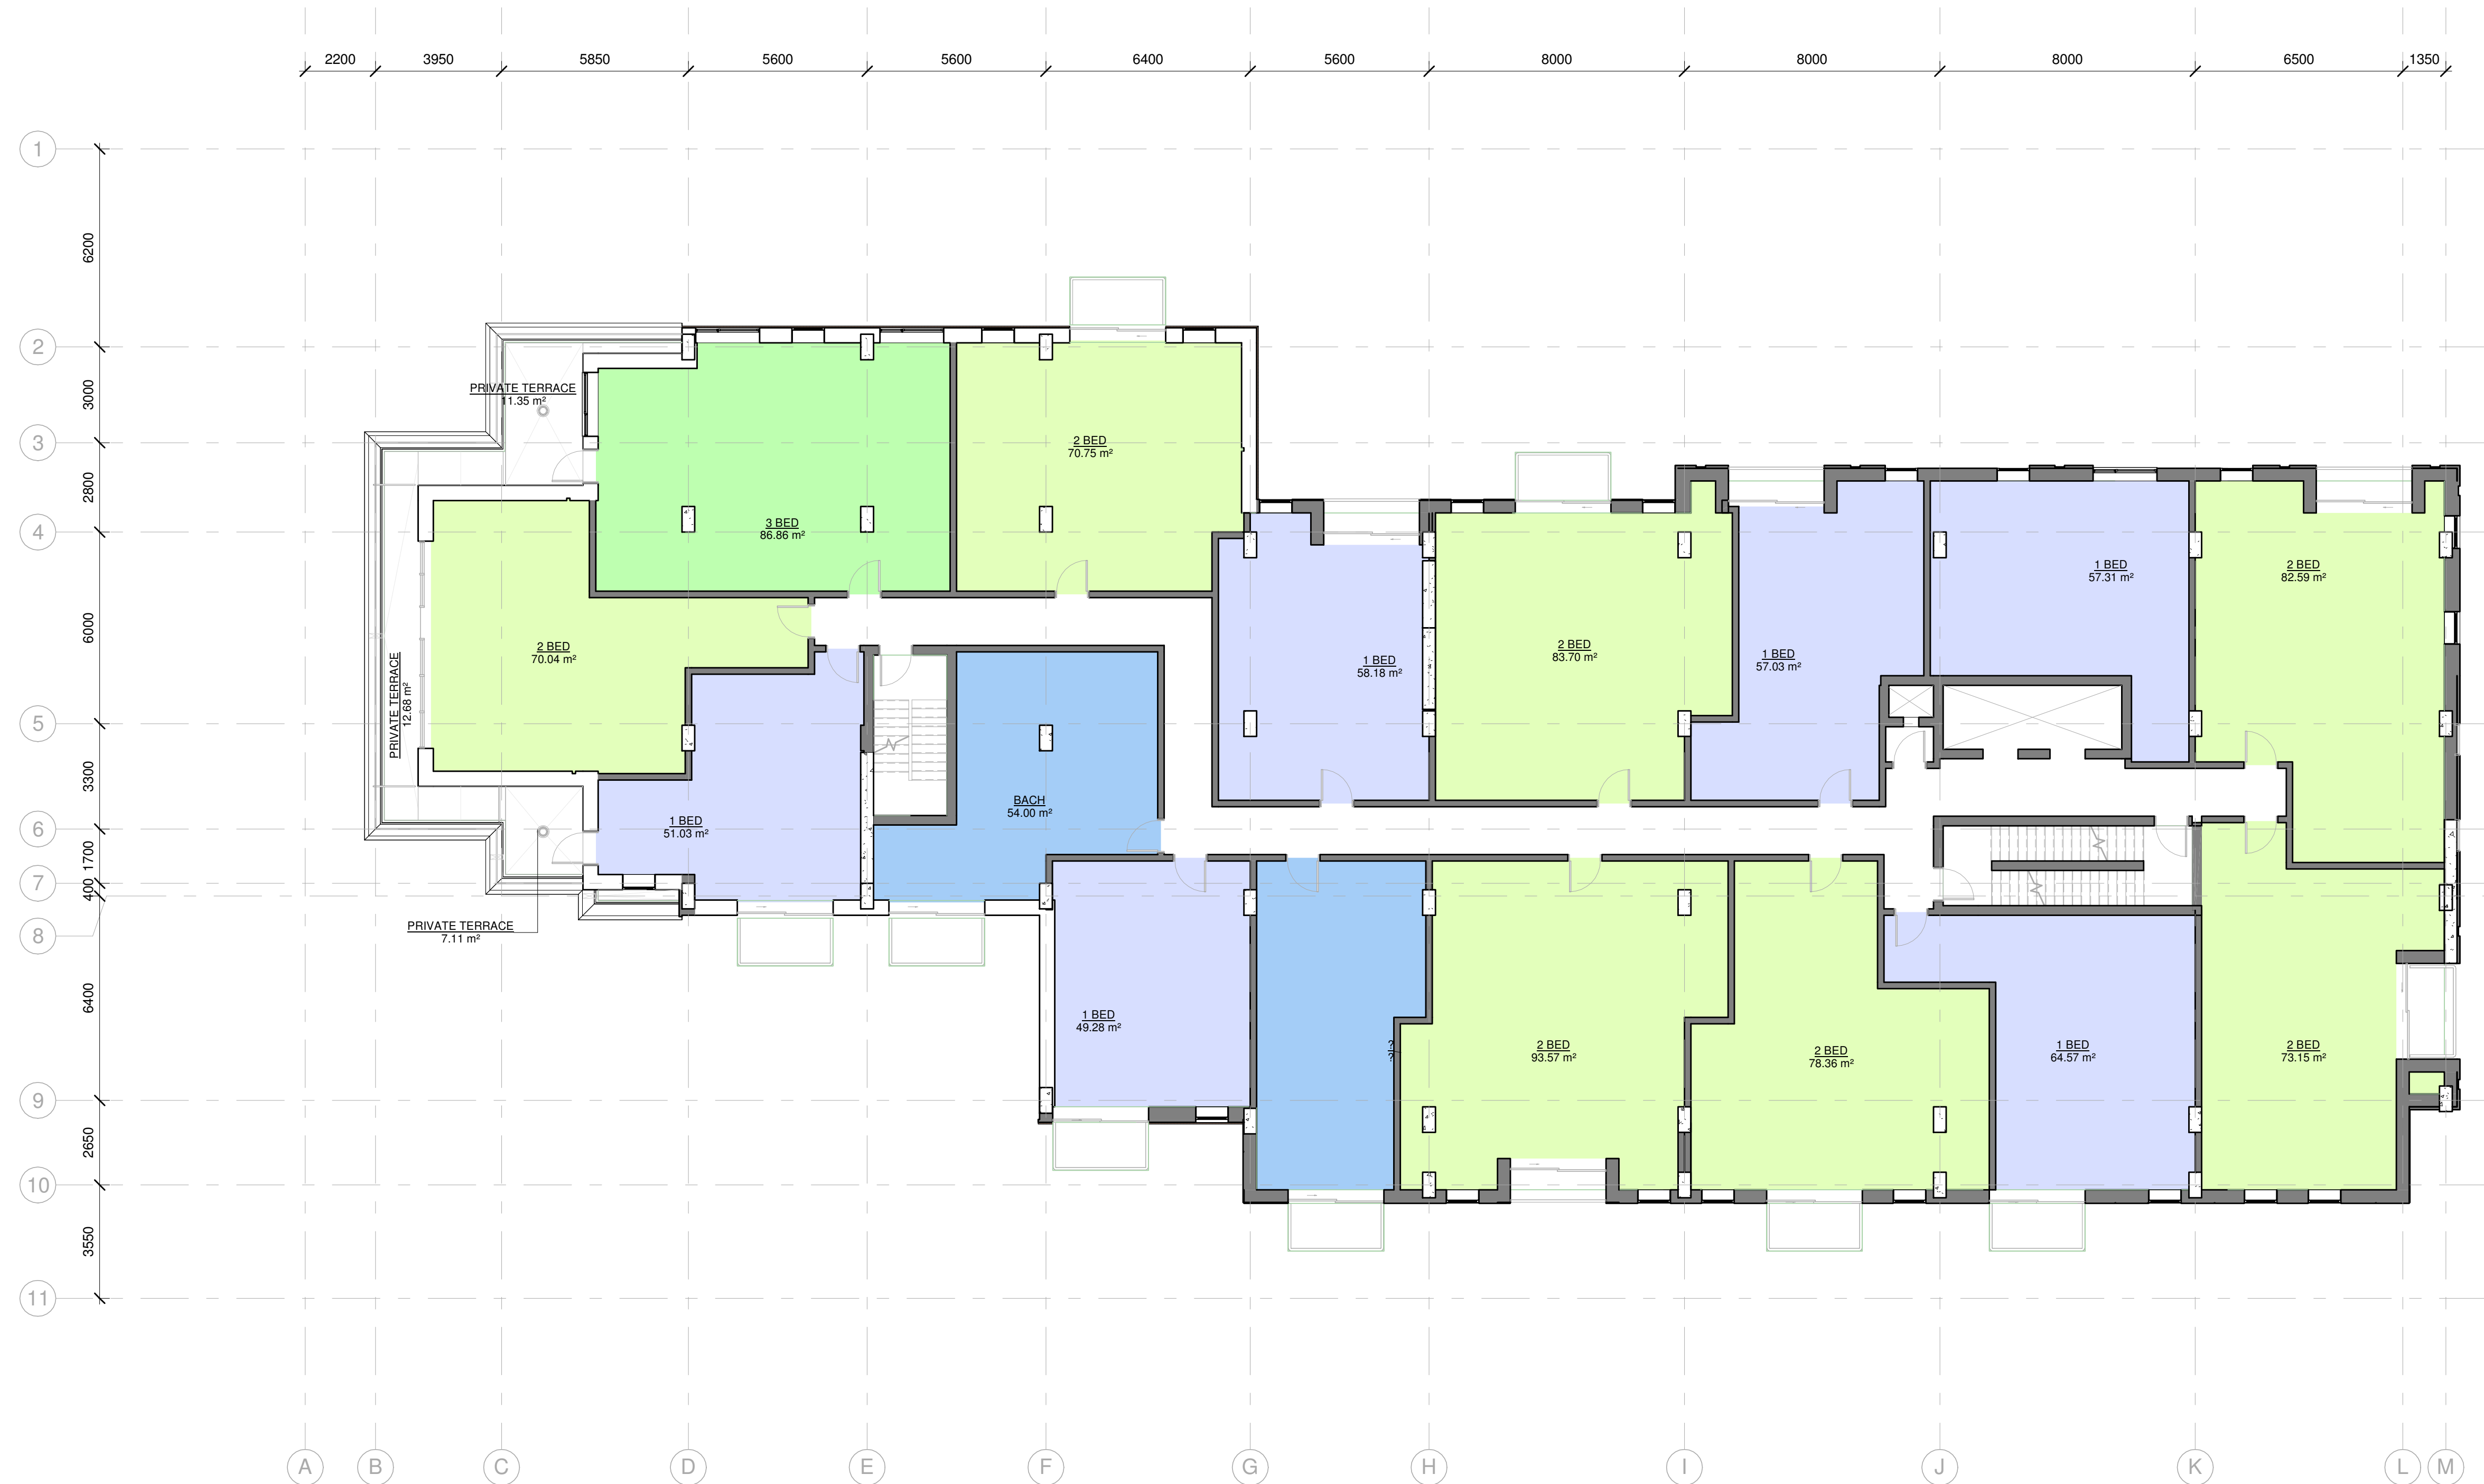 2200 3950 5850 5600 5600 6400 5600 8000 8000 8000 6500 1350
1
6200
2
3000
3
2800
4
6000
5
3300
6
1700
7
400
8
6400
9
2650
10
3550
11
PRIVATE TERRACE
11.35 m²
2 BED
70.75 m²
3 BED
86.86 m²
1 BED
57.31 m²
2 BED
82.59 m²
2 BED
70.04 m²
2 BED
83.70 m²
1 BED
57.03 m²
1 BED
58.18 m²
PRIVATE TERRACE
12.68 m²
BACH
54.00 m²
1 BED
51.03 m²
PRIVATE TERRACE
7.11 m²
1 BED
49.28 m²
?
?
2 BED
93.57 m²
2 BED
78.36 m²
1 BED
64.57 m²
2 BED
73.15 m²
A B C D E F G H I J K L M